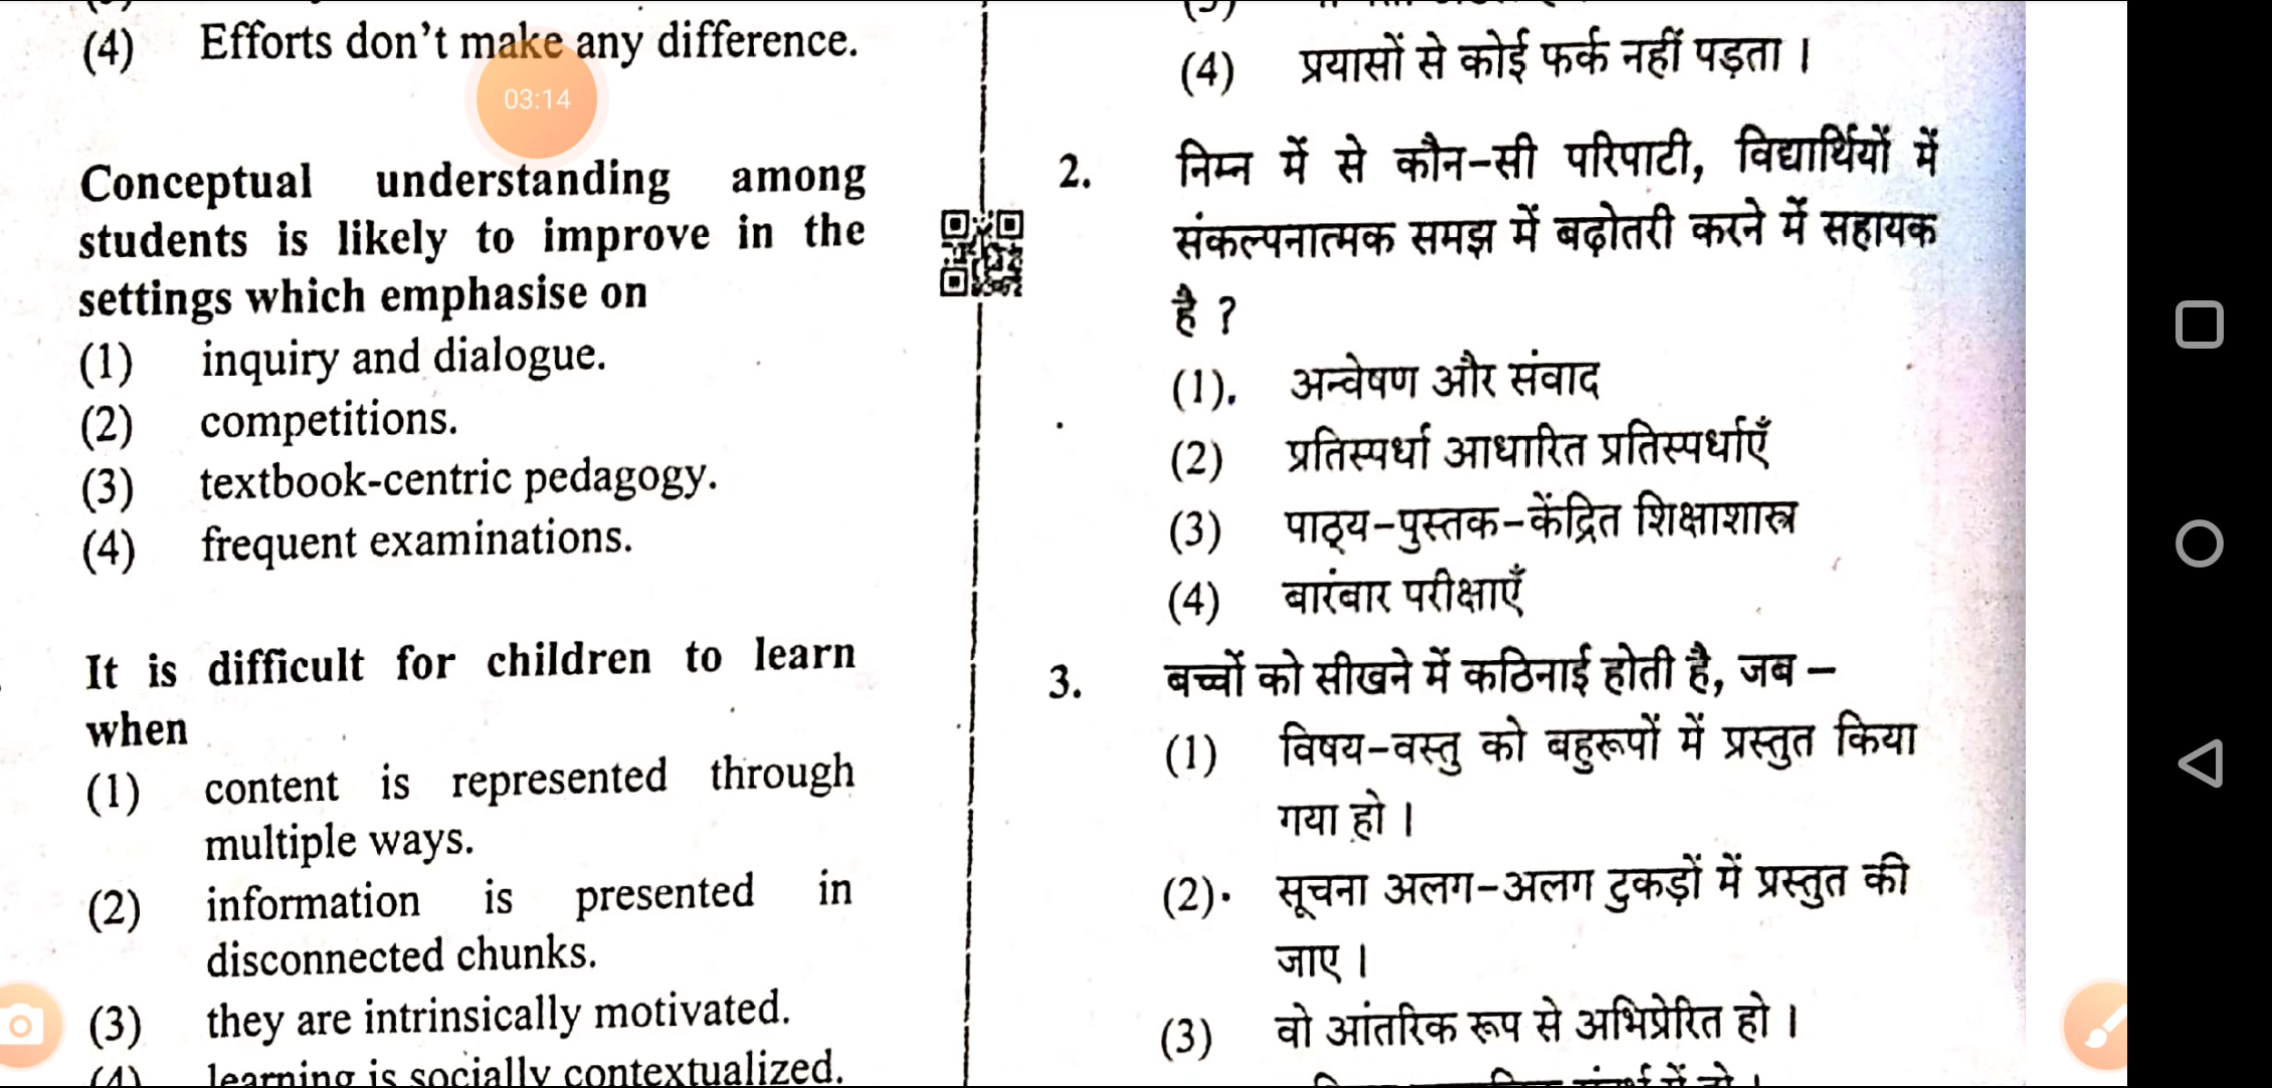 (4) Efforts don't make any difference.
03:14
Conceptual understanding among
students is likely to improve in the
settings which emphasise on
(1) inquiry and dialogue.
(2) competitions.
(3) textbook-centric pedagogy.
(4) frequent examinations.
It is difficult for children to learn
when
(1) content is represented through
multiple ways.
(2) information is presented in
disconnected chunks.
(3) they are intrinsically motivated.
(4) learning is socially contextualized.
(4) प्रयासों से कोई फर्क नहीं पड़ता ।
2. निम्न में से कौन-सी परिपाटी, विद्यार्थियों में
संकल्पनात्मक समझ में बढ़ोतरी करने में सहायक
है ?
(1). अन्वेषण और संवाद
(2) प्रतिस्पर्धा आधारित प्रतिस्पर्धाएँ
(3) पाठ्य-पुस्तक-केंद्रित शिक्षाशास्त्र
(4) बारंबार परीक्षाएँ
3. बच्चों को सीखने में कठिनाई होती है, जब –
(1) विषय-वस्तु को बहुरूपों में प्रस्तुत किया
गया हो ।
(2). सूचना अलग-अलग टुकड़ों में प्रस्तुत की
जाए ।
(3) वो आंतरिक रूप से अभिप्रेरित हो ।